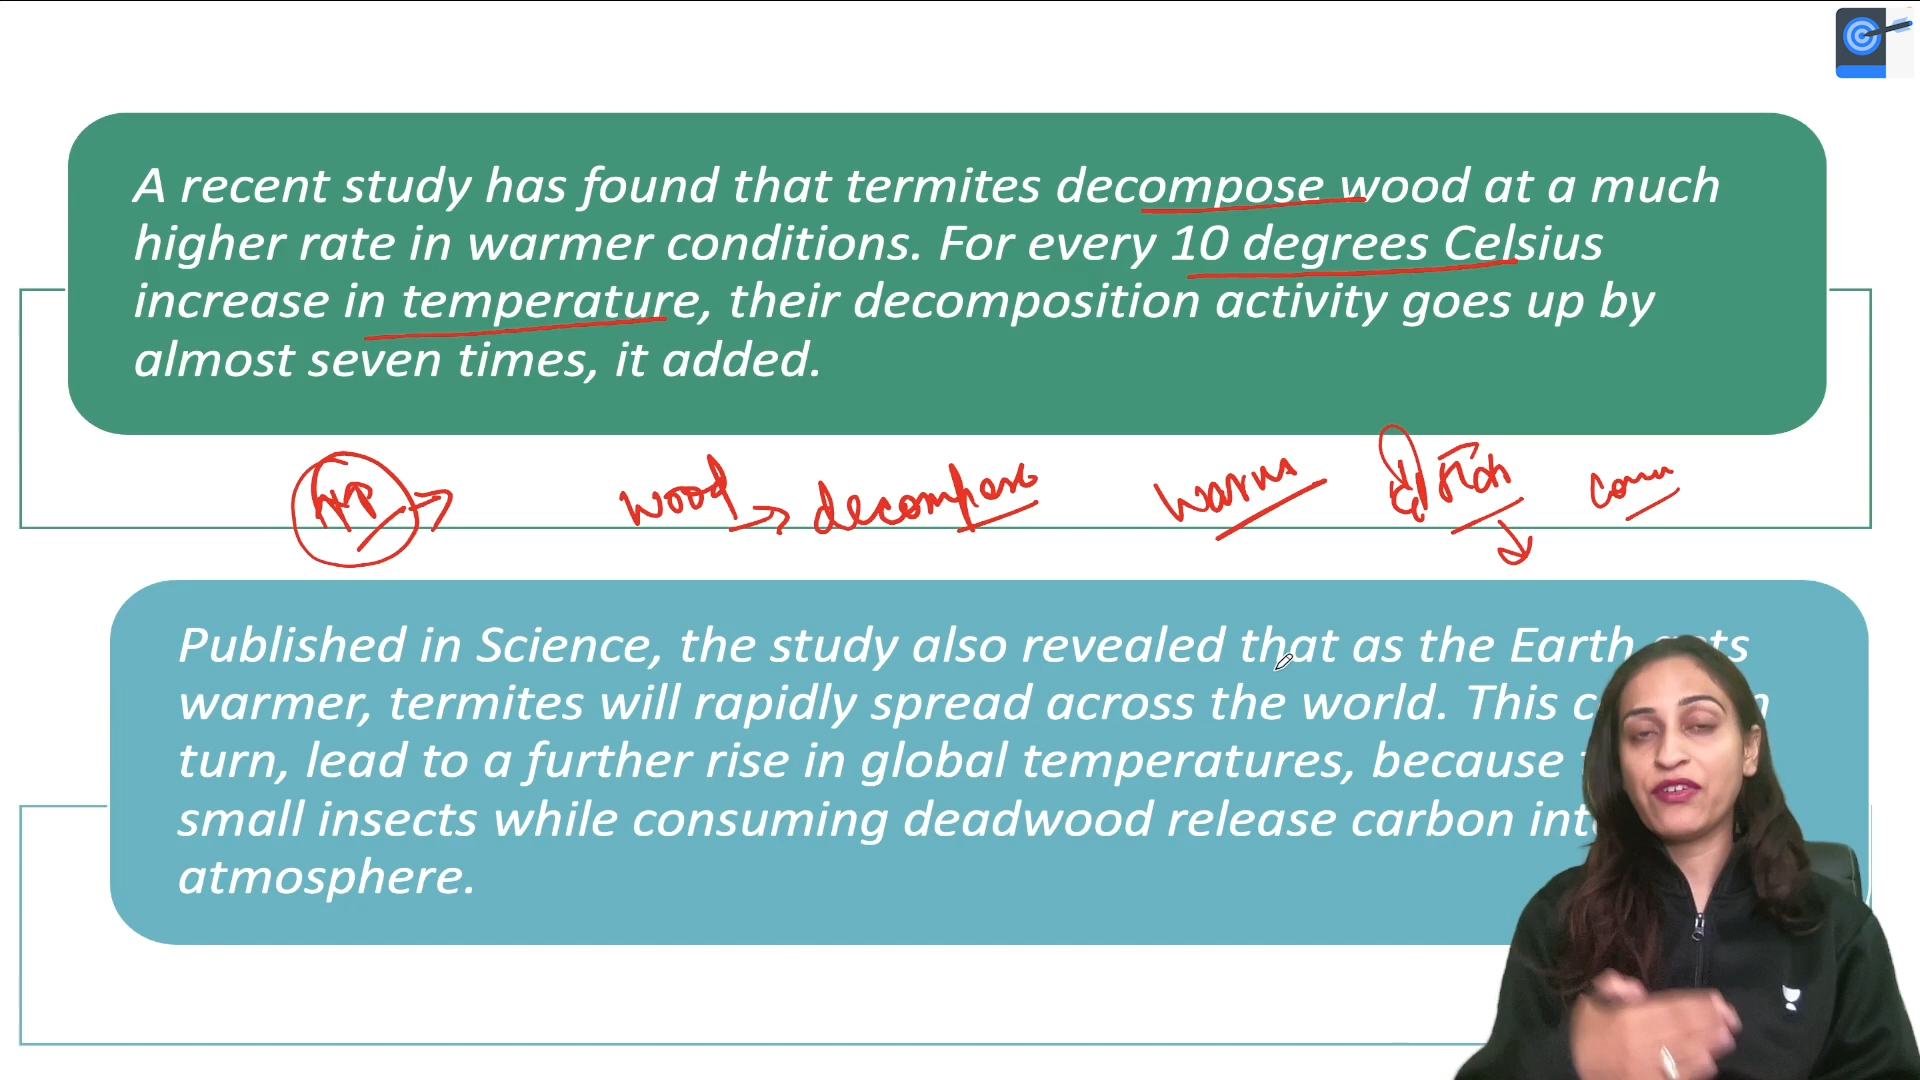 A recent study has found that termites decompose wood at a much
higher rate in warmer conditions. For every 10 degrees Celsius
increase in temperature, their decomposition activity goes up by
almost seven times, it added.
wood decompose warm
Published in Science, the study also revealed that as the Earth
warmer, termites will rapidly spread across the world. This
turn, lead to a further rise in global temperatures, because
small insects while consuming deadwood release carbon
atmosphere.